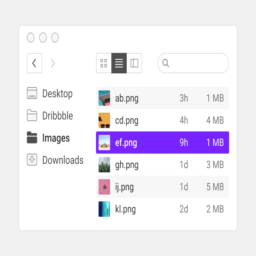 Desktop
Dribbble
Images
Downloads
ab.png 3h 1 MB
cd.png 4h 4 MB
ef.png 9h 1 MB
gh.png 1d 3 MB
ij.png 1d 5 MB
kl.png 2d 2 MB